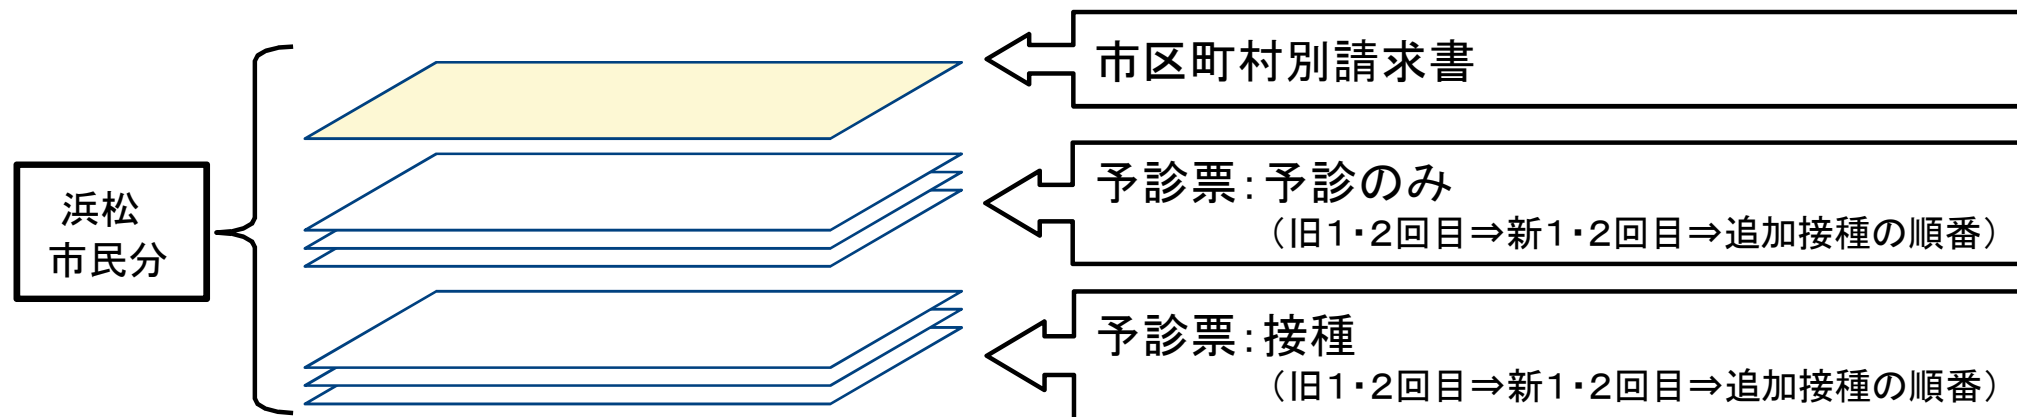 市区町村別請求書
予診票：予診のみ
（旧１・２回目⇒新１・２回目⇒追加接種の順番）
浜松
市民分
予診票：接種
（旧１・２回目⇒新１・２回目⇒追加接種の順番）